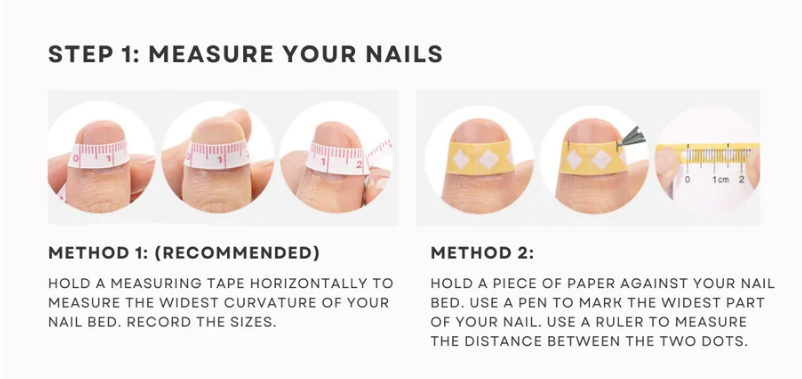 STEP 1: MEASURE YOUR NAILS
0 1
1
1 2
0 1 cm 2
METHOD 1: (RECOMMENDED)
HOLD A MEASURING TAPE HORIZONTALLY TO
MEASURE THE WIDEST CURVATURE OF YOUR
NAIL BED. RECORD THE SIZES.
METHOD 2:
HOLD A PIECE OF PAPER AGAINST YOUR NAIL
BED. USE A PEN TO MARK THE WIDEST PART
OF YOUR NAIL. USE A RULER TO MEASURE
THE DISTANCE BETWEEN THE TWO DOTS.